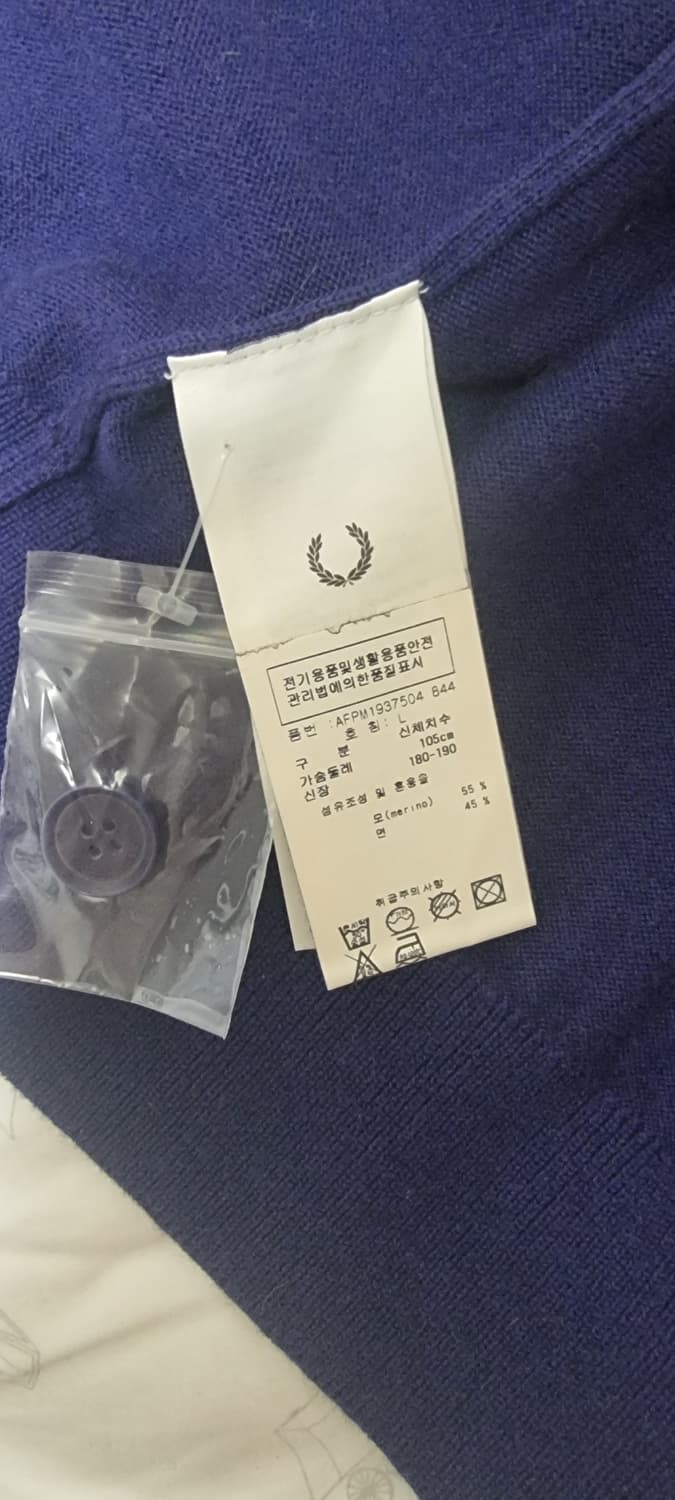 전기용품및생활용품안전
관리법에의한품질표시
품번 :AFPM1937504 844
호 칭: L
구 분 신체치수
가슴둘레 105cm
신장 180-190
섬유조성 및 혼용율
모(merino) 55 %
면 45 %
취급주의사항